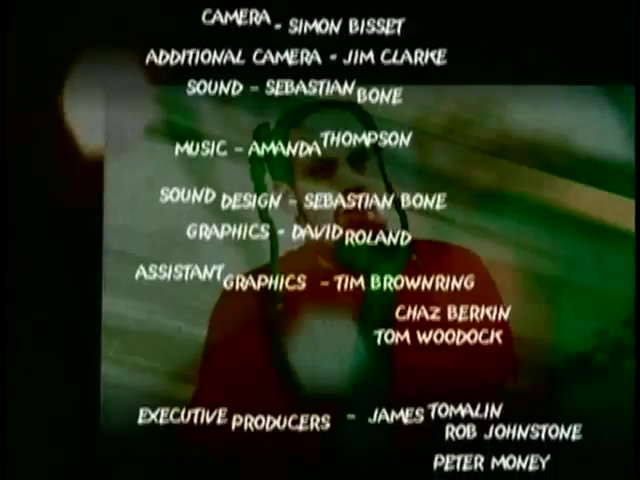 CAMERA - SIMON BISSET
ADDITIONAL CAMERA - JIM CLARKE
SOUND - SEBASTIAN BONE
MUSIC - AMANDA THOMPSON
SOUND DESIGN - SEBASTIAN BONE
GRAPHICS - DAVID ROLAND
ASSISTANT GRAPHICS - TIM BROWNRING
CHAZ BERKIN
TOM WOODOCK
EXECUTIVE PRODUCERS - JAMES TOMALIN
ROB JOHNSTONE
PETER MONEY